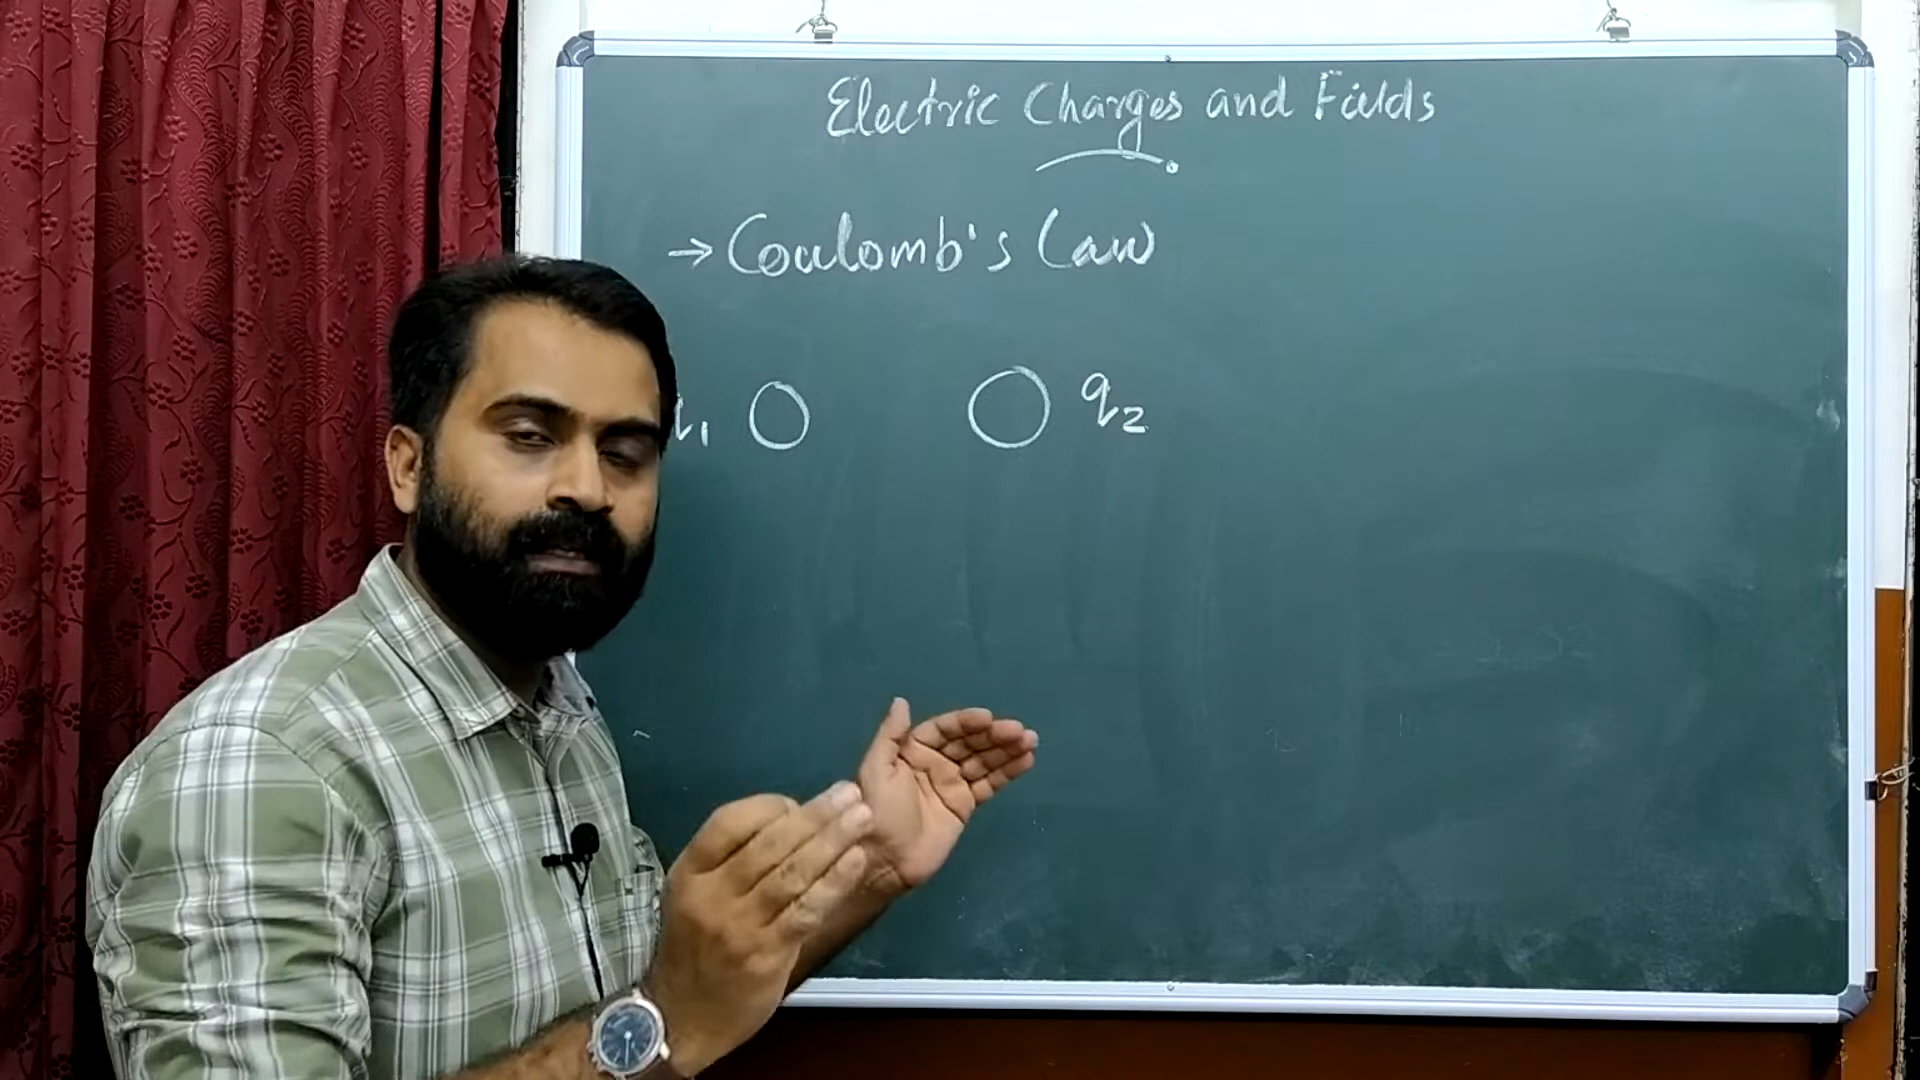 Electric Charges and Fields
→ Coulomb's Law
q2